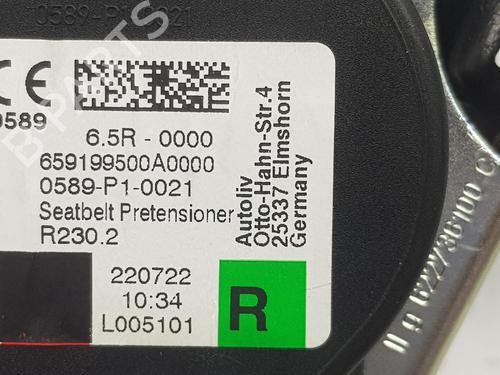 0589-P1-0021
CE
0589
6.5R - 0000
659199500A0000
0589-P1-0021
Seatbelt Pretensioner
R230.2
Autoliv
Otto-Hahn-Str.4
25337 Elmshorn
Germany
220722
10:34
L005101
R
B-PARTS